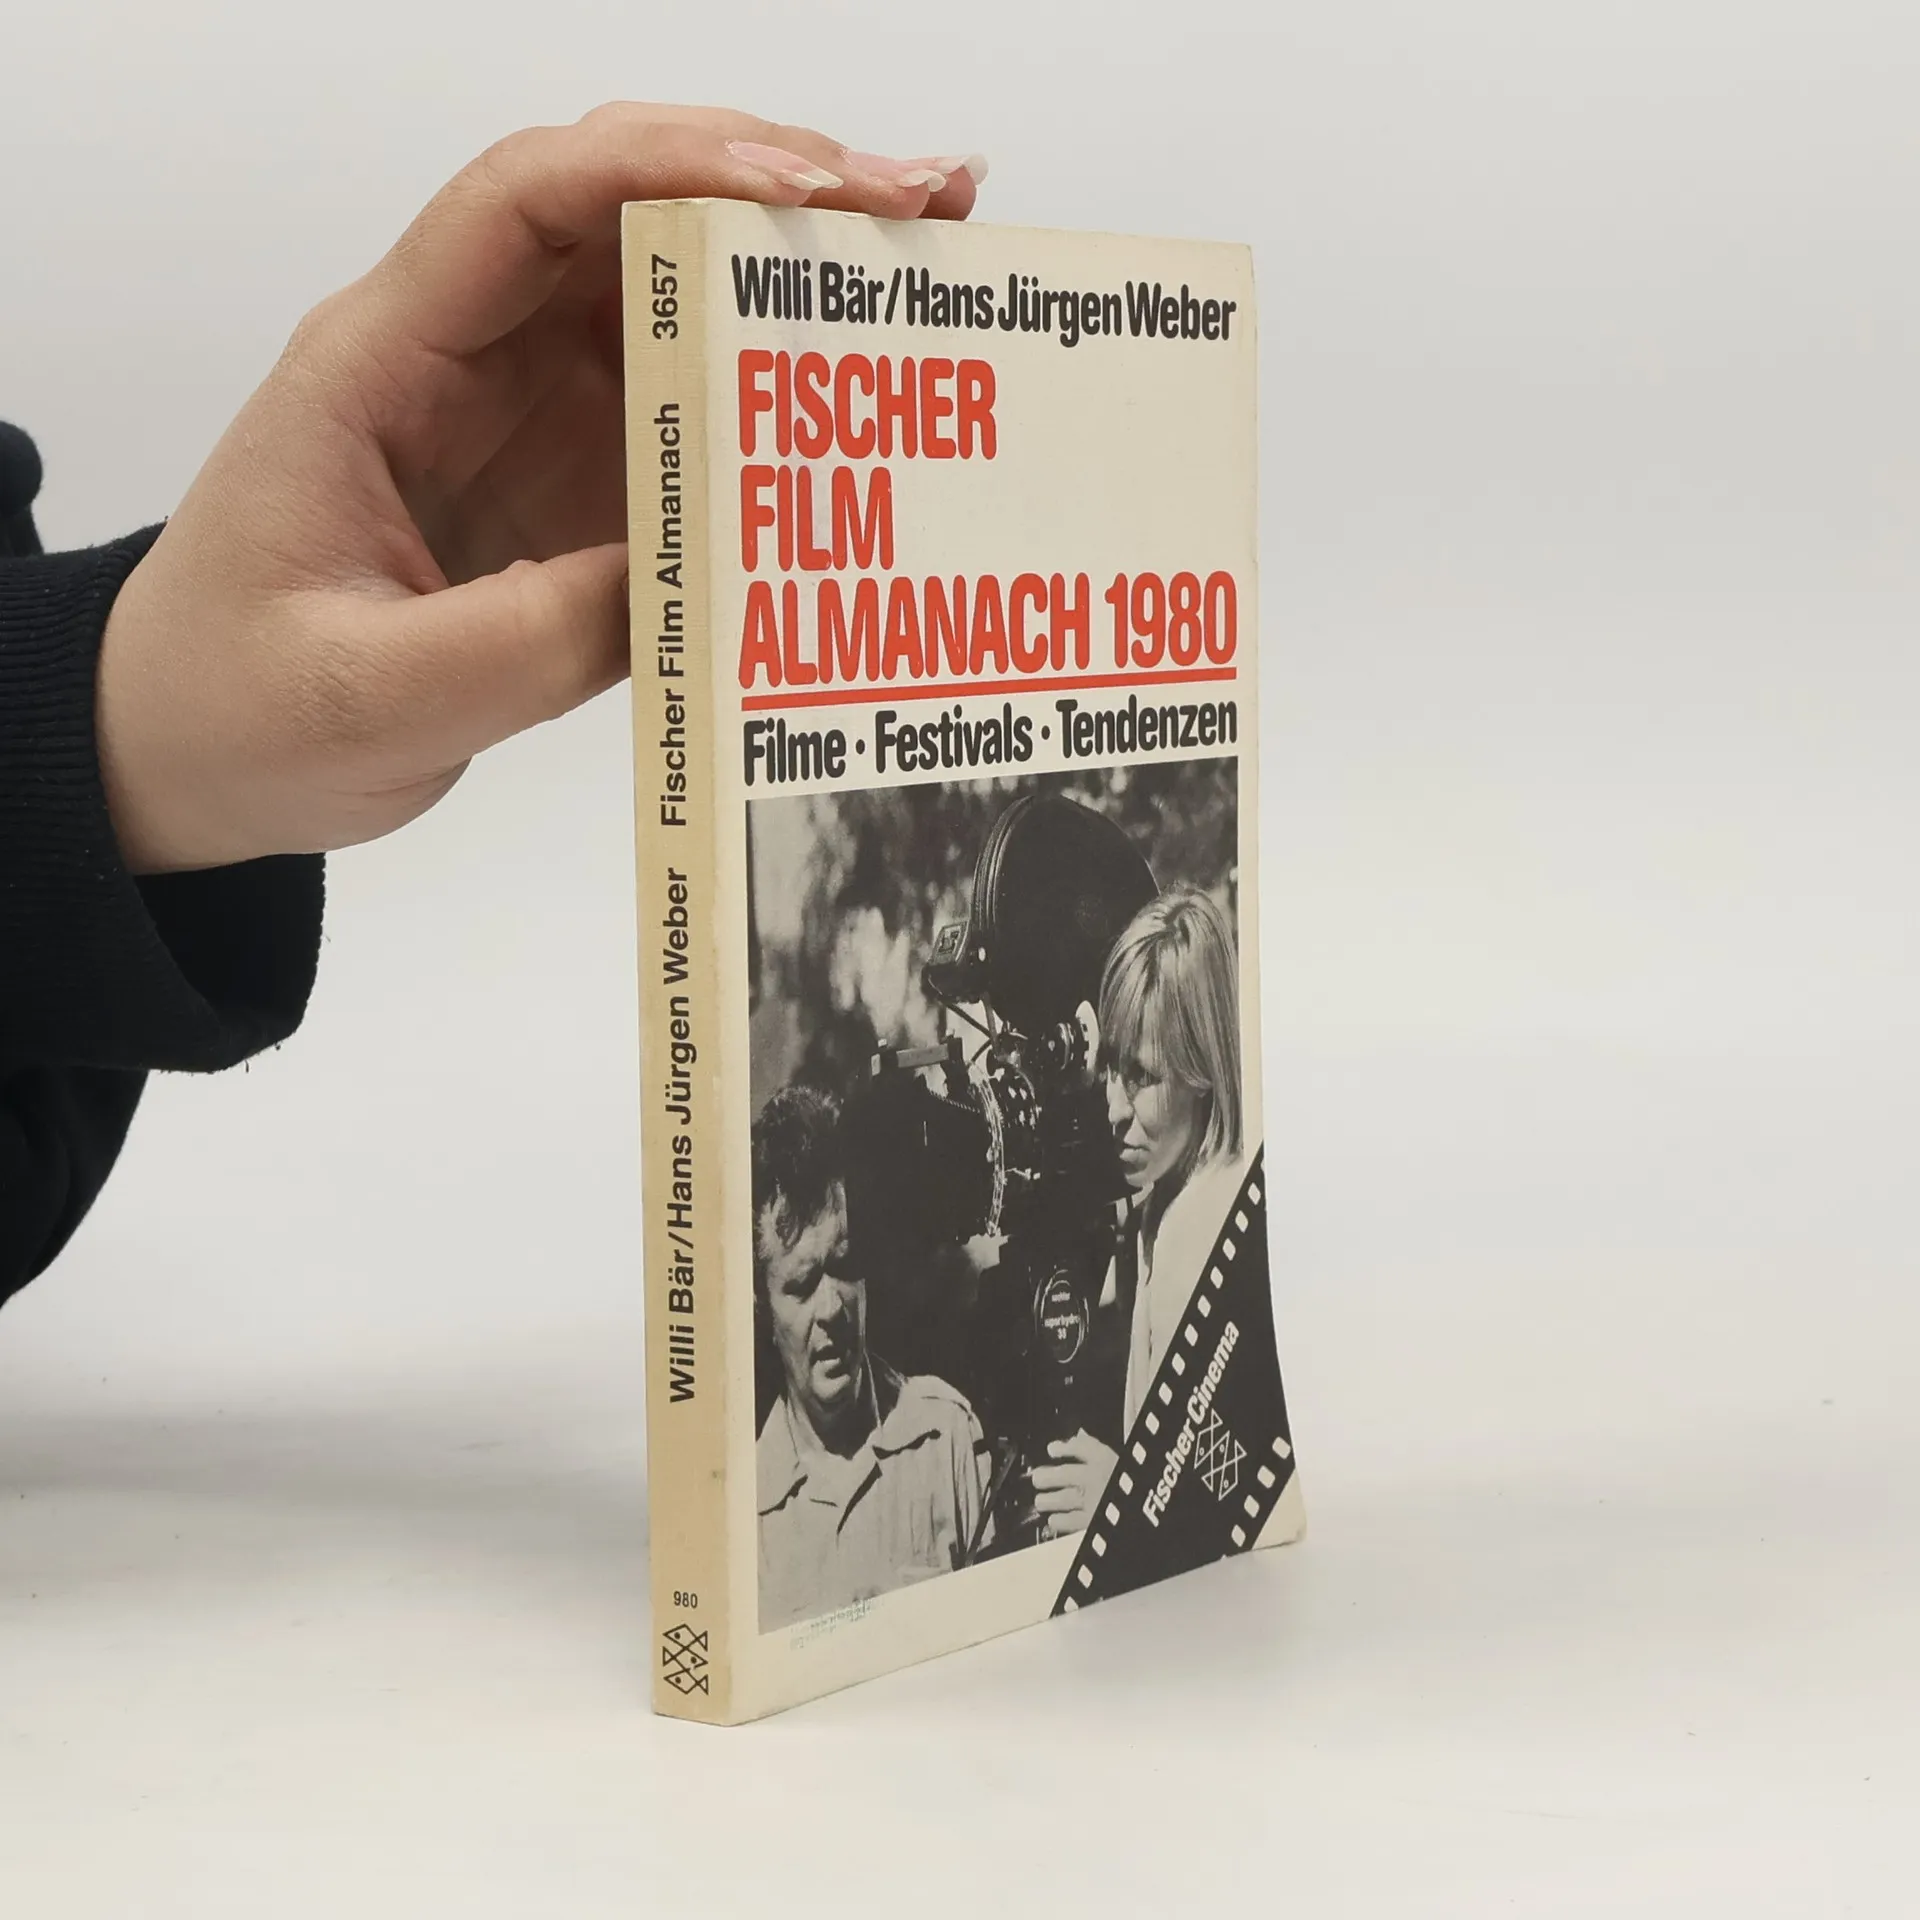 Willi Bär/Hans Jürgen Weber
FISCHER
FILM
ALMANACH 1980
Filme · Festivals · Tendenzen
Fischer Cinema
Willi Bär/Hans Jürgen Weber Fischer Film Almanach 3657
980